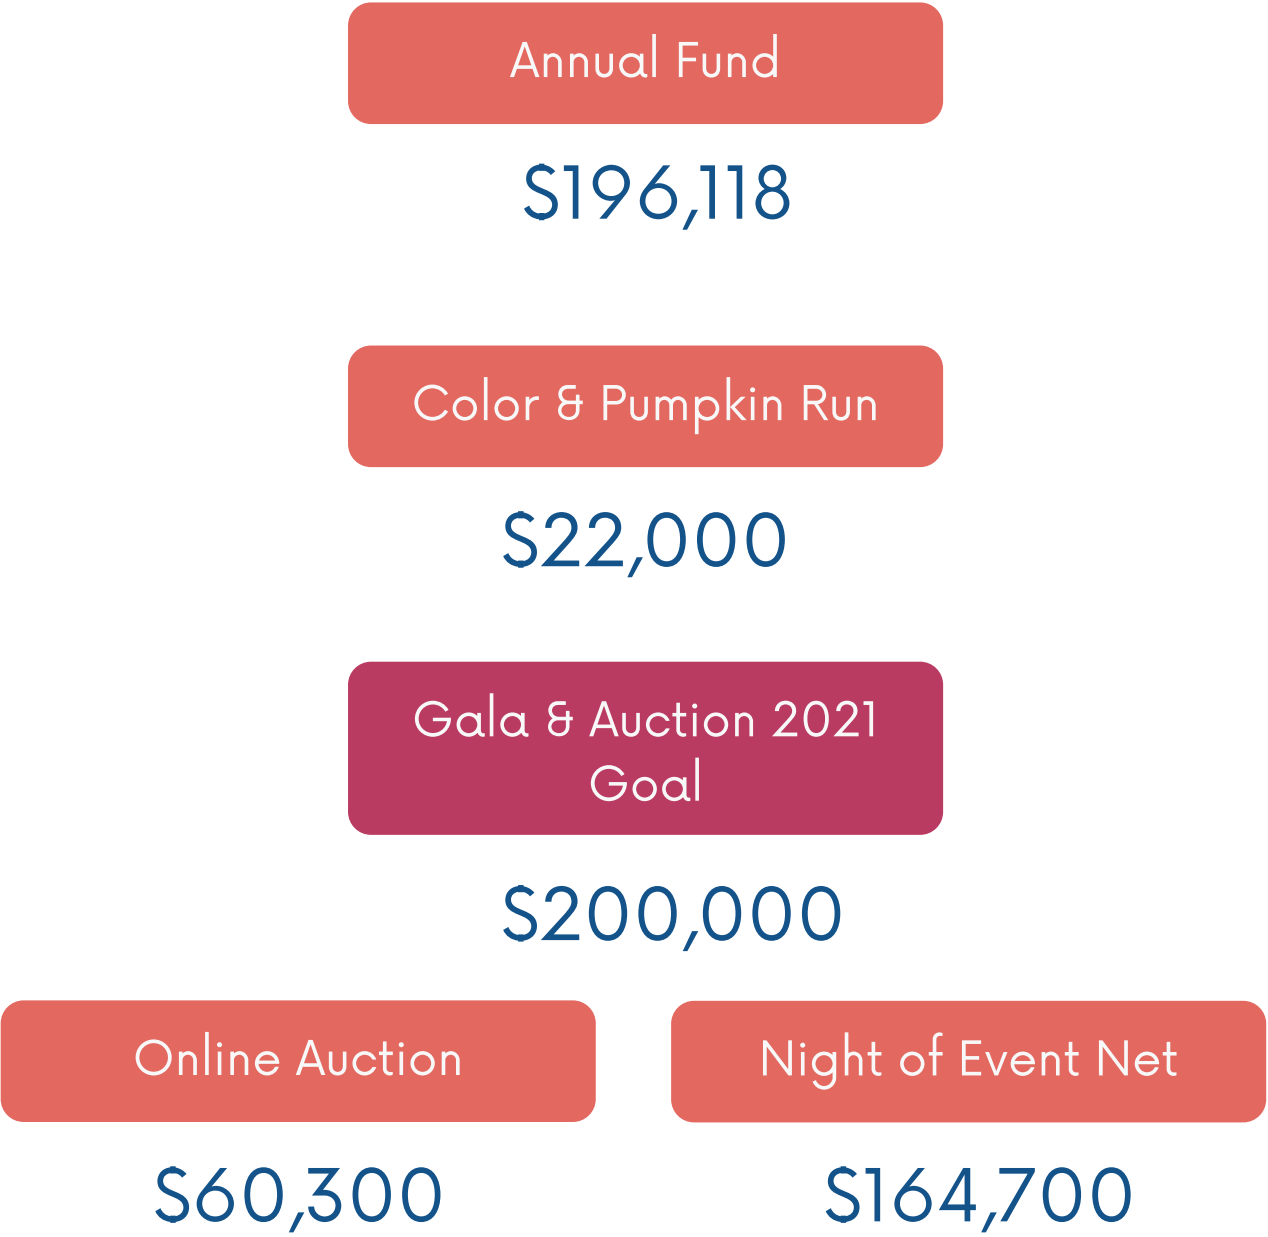 Annual Fund
$196,118
Color & Pumpkin Run
$22,000
Gala & Auction 2021
Goal
$200,000
Online Auction
Night of Event Net
$60,300
$164,700